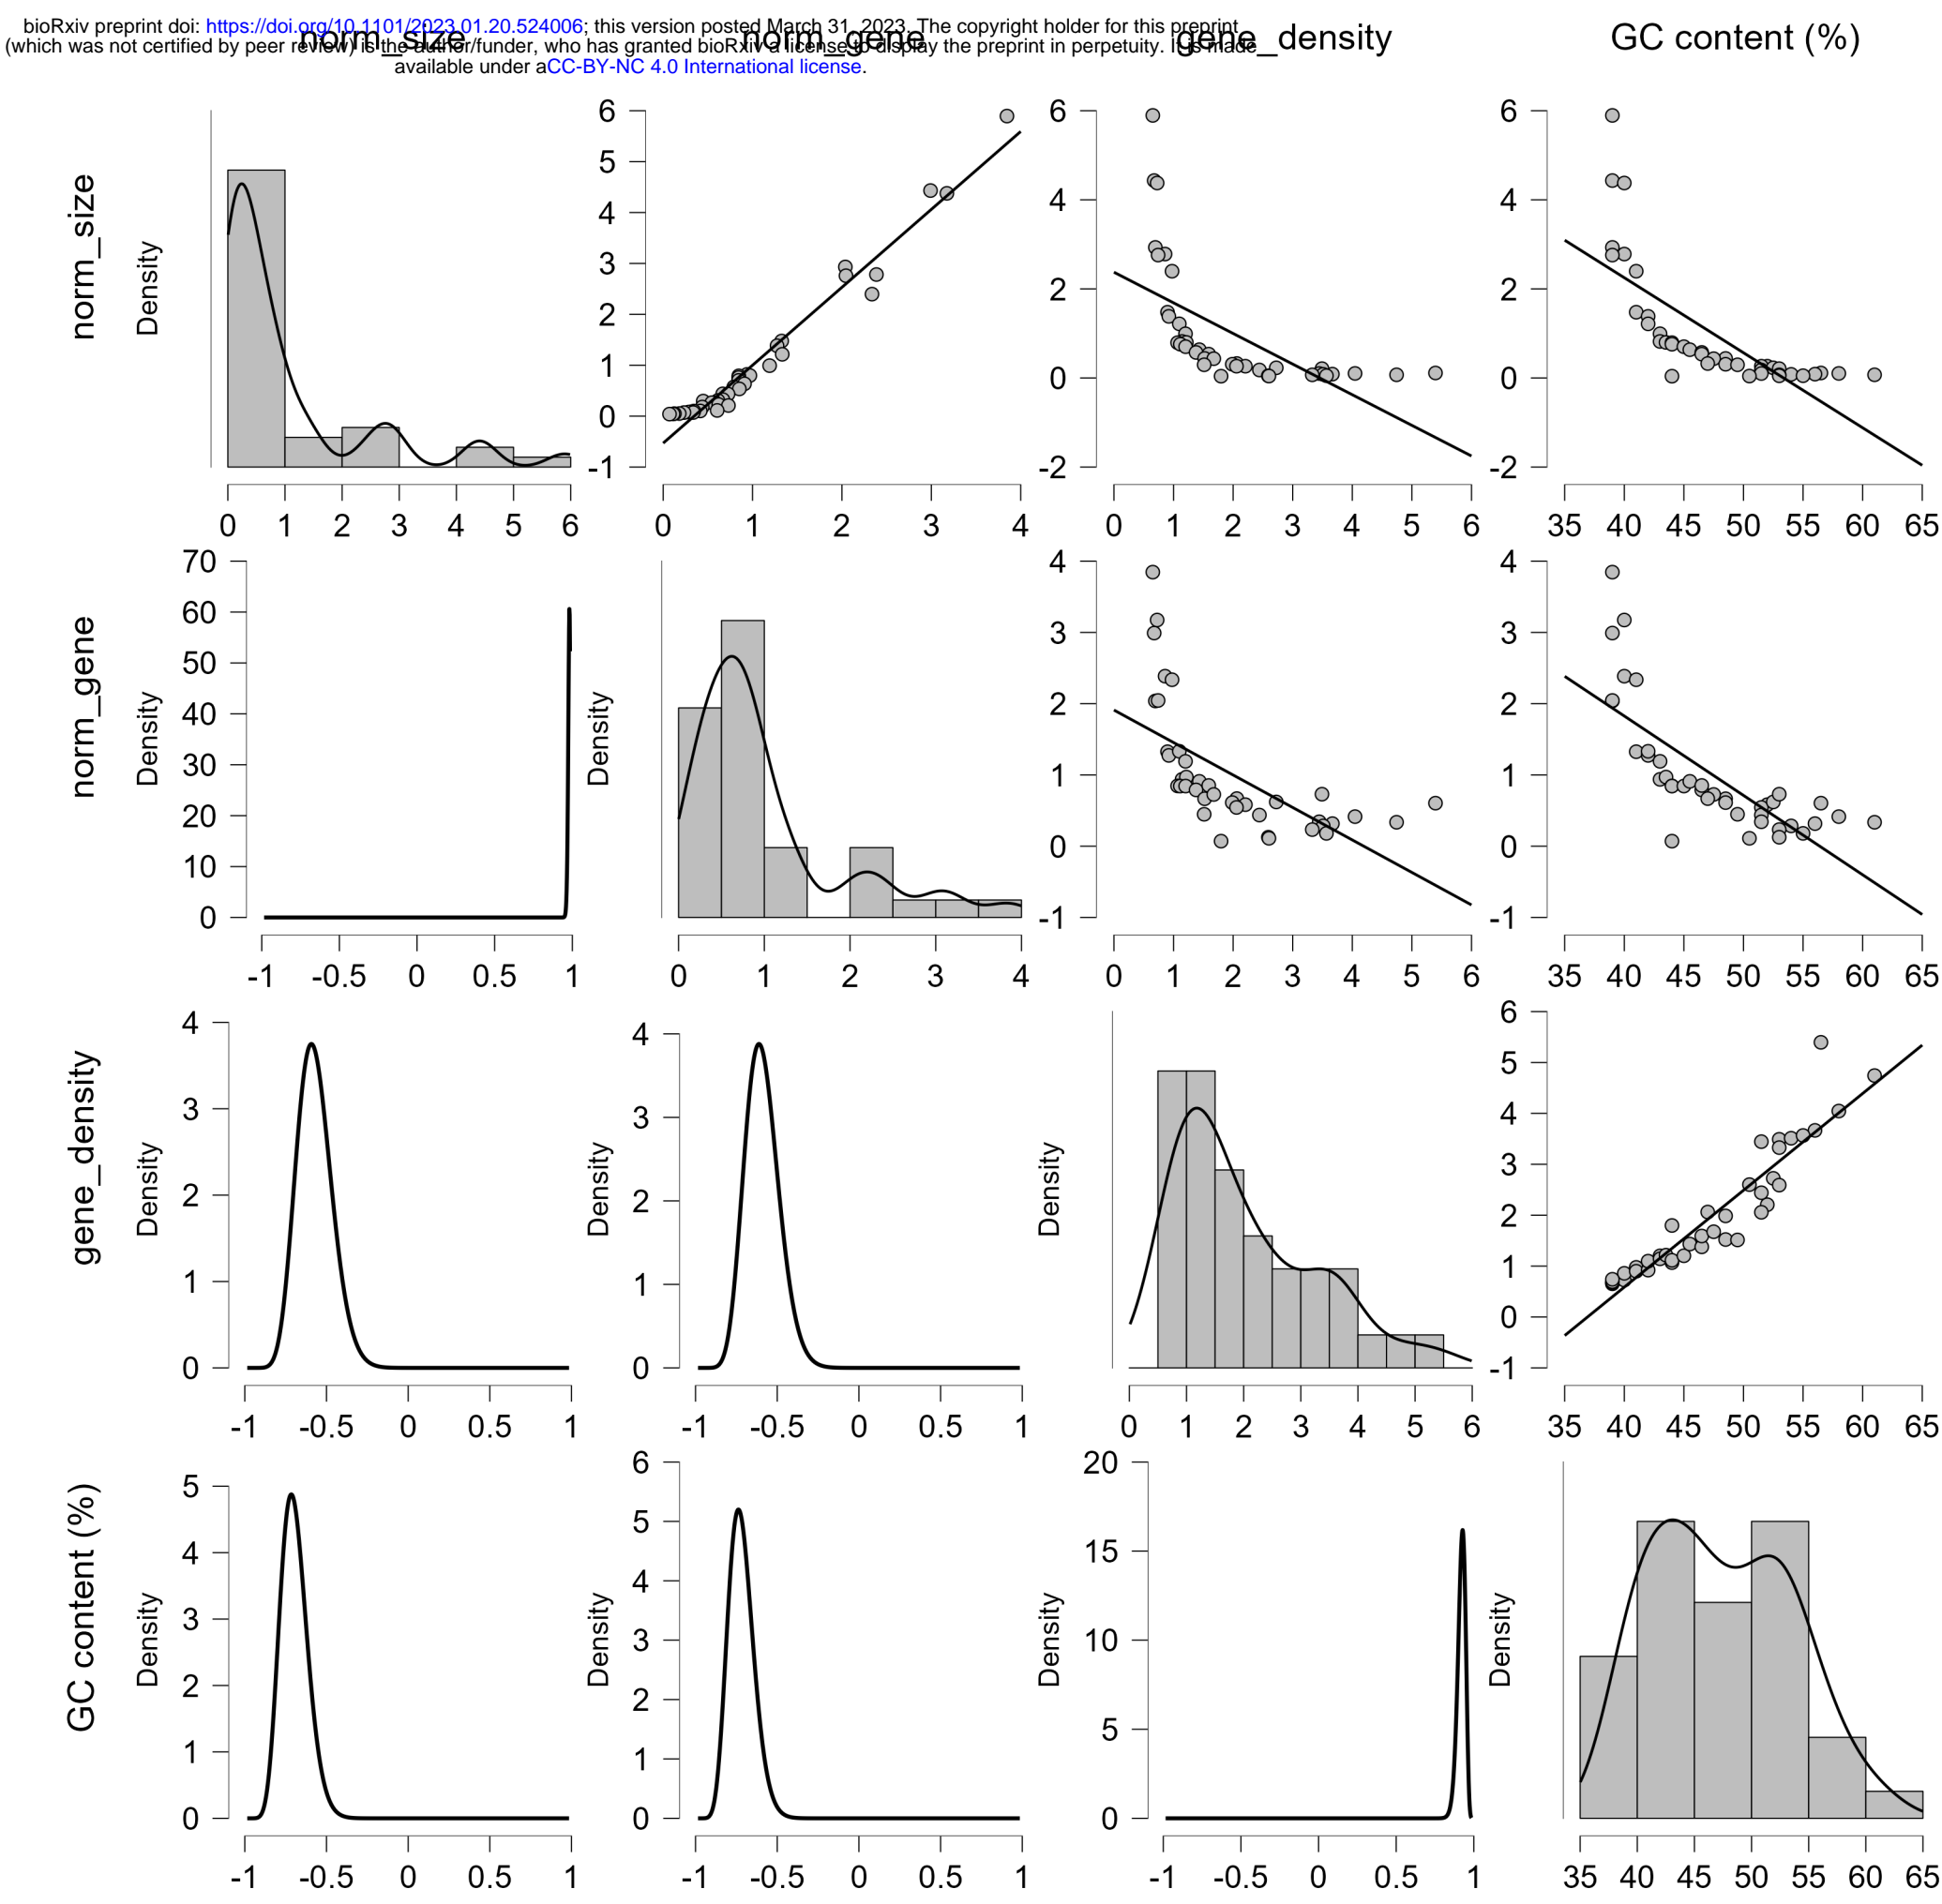 bioRxiv preprint doi: https://doi.org/10.1101/2023.01.20.524006; this version posted March 31, 2023. The copyright holder for this preprint
(which was not certified by peer review) is the author/funder, who has granted bioRxiv a license to display the preprint in perpetuity. It is made
available under aCC-BY-NC 4.0 International license.
norm_size norm_gene gene_density GC content (%)
norm_size
Density
0 1 2 3 4 5 6
6 5 4 3 2 1 0 -1
0 1 2 3 4
6 4 2 0 -2
0 1 2 3 4 5 6
6 4 2 0 -2
35 40 45 50 55 60 65
norm_gene
Density
70 60 50 40 30 20 10 0
-1 -0.5 0 0.5 1
Density
0 1 2 3 4
4 3 2 1 0 -1
0 1 2 3 4 5 6
4 3 2 1 0 -1
35 40 45 50 55 60 65
gene_density
Density
4 3 2 1 0
-1 -0.5 0 0.5 1
Density
4 3 2 1 0
-1 -0.5 0 0.5 1
Density
0 1 2 3 4 5 6
6 5 4 3 2 1 0 -1
35 40 45 50 55 60 65
GC content (%)
Density
5 4 3 2 1 0
-1 -0.5 0 0.5 1
Density
6 5 4 3 2 1 0
-1 -0.5 0 0.5 1
Density
20 15 10 5 0
-1 -0.5 0 0.5 1
Density
35 40 45 50 55 60 65